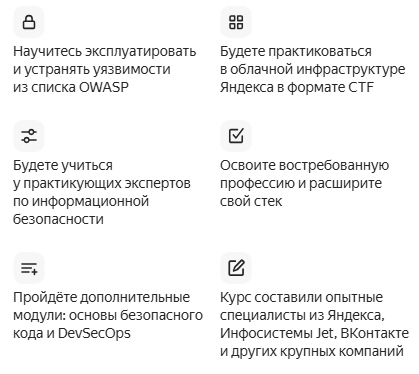 Научитесь эксплуатировать
и устранять уязвимости
из списка OWASP
Будете практиковаться
в облачной инфраструктуре
Яндекса в формате CTF
Будете учиться
у практикующих экспертов
по информационной
безопасности
Освоите востребованную
профессию и расширите
свой стек
Пройдёте дополнительные
модули: основы безопасного
кода и DevSecOps
Курс составили опытные
специалисты из Яндекса,
Инфосистемы Jet, ВКонтакте
и других крупных компаний